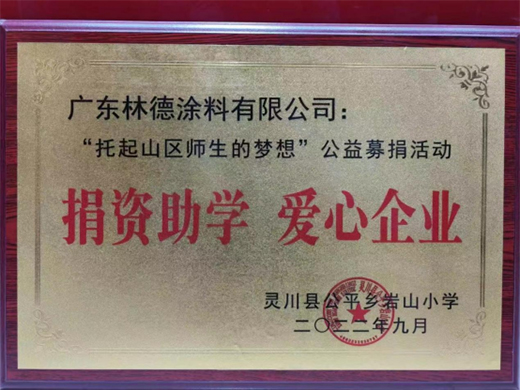 广东林德涂料有限公司：
“托起山区师生的梦想”公益募捐活动
捐资助学 爱心企业
灵川县公平乡岩山小学
二〇二二年九月